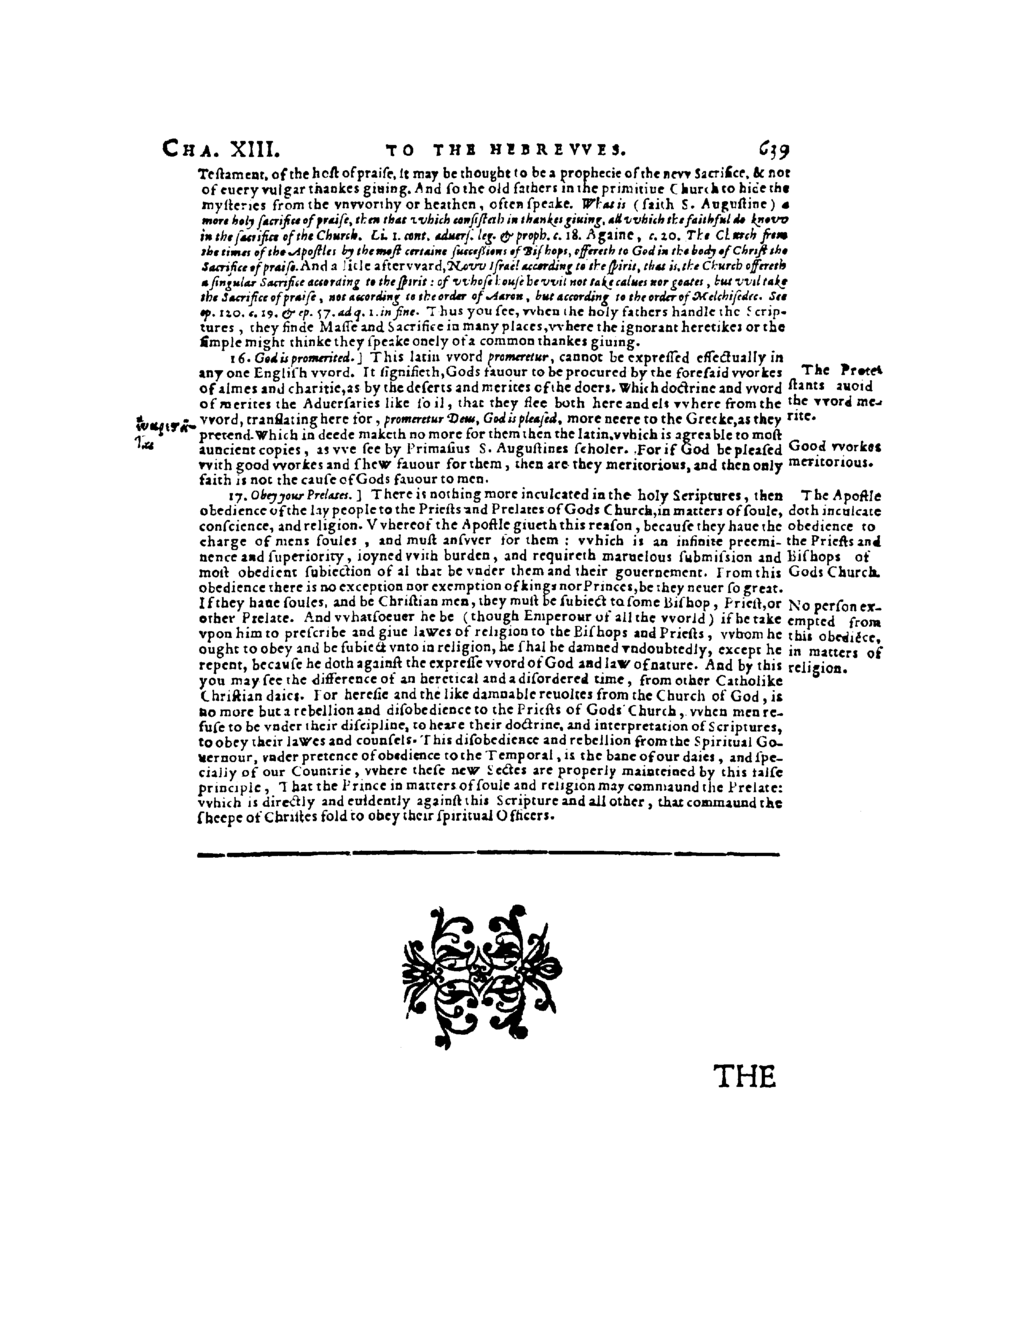 CHA. XIII. TO THE HEBREVVES. 639
Teſtament, of the hoſt of praiſe, it may be thought to be a prophecie of the nevv Sacrifice, & not
of euery vulgar thankes giuing. And ſo the old fathers in the primitiue Church to hide the
myſteries from the vnvvorthy or heathen, often ſpeake. VVhat is (ſaith S. Auguſtine) a
more holy ſacrifice of praiſe, then that vvhich conſiſteth in thankes giuing, all vvhich the faithful do knovv
in the ſacrifice of the Church. Li. 1. cont. aduerſ. leg. & proph. c. 18. Againe, c. 20. The Church from
the times of the Apoſtles by the moſt certaine ſucceſsions of Biſhops, offereth to God in the body of Chriſt the
Sacrifice of praiſe. And a litle aftervvard, Nevv Iſrael according to the ſpirit, that is, the Church offereth
a ſingular Sacrifice according to the ſpirit: of vvhoſe houſe he vvil not take calues nor goates, but vvil take
the Sacrifice of praiſe, not according to the order of Aaron, but according to the order of Melchiſedec. See
ep. 120. c. 19. & ep. 57. ad q. 1. in fine. Thus you ſee, vvhen the holy fathers handle the Scrip-
tures, they finde Maſſe and Sacrifice in many places, vvhere the ignorant heretikes or the
ſimple might thinke they ſpeake onely of a common thankes giuing.
16. God is promerited.] This latin vvord promeretur, cannot be expreſſed effectually in
any one Engliſh vvord. It ſignifieth, Gods fauour to be procured by the foreſaid vvorkes
of almes and charitie, as by the deſerts and merites of the doers. Which doctrine and vvord
of merites the Aduerſaries like ſo il, that they flee both here and els vvhere from the
vvord, tranſlating here for, promeretur Deus, God is pleaſed, more neere to the Greeke, as they
pretend. Which in deede maketh no more for them then the latin, vvhich is agreable to moſt
auncient copies, as vve ſee by Primaſius S. Auguſtines ſcholer. For if God be pleaſed
vvith good vvorkes and ſhew fauour for them, then are they meritorious, and then only
faith is not the cauſe of Gods fauour to men.
The Proteſ-
ſtants auoid
the vvord me-
rite.
Good vvorkes
meritorious.
17. Obey your Prelates.] There is nothing more inculcated in the holy Scriptures, then
obedience of the lay people to the Prieſts and Prelates of Gods Church, in matters of ſoule,
conſcience, and religion. VVhereof the Apoſtle giueth this reaſon, becauſe they haue the
charge of mens ſoules, and muſt anſvver for them: vvhich is an infinite preemi-
nence and ſuperiority, ioyned vvith burden, and requireth maruelous ſubmiſsion and
moſt obedient ſubiection of al that be vnder them and their gouernement. From this
obedience there is no exception nor exemption of kings nor Princes, be they neuer ſo great.
If they haue ſoules, and be Chriſtian men, they muſt be ſubiect to ſome Biſhop, Prieſt, or
other Prelate. And vvhatſoeuer he be (though Emperour of all the vvorld) if he take
vpon him to preſcribe and giue lawes of religion to the Biſhops and Prieſts, vvhom he
ought to obey and be ſubiect vnto in religion, he ſhal be damned vndoubtedly, except he
repent, becauſe he doth againſt the expreſſe vvord of God and law of nature. And by this
you may ſee the difference of an heretical and a diſordered time, from other Catholike
Chriſtian daies. For hereſie and the like damnable reuoltes from the Church of God, is
no more but a rebellion and diſobedience to the Prieſts of Gods Church, vvhen men re-
fuſe to be vnder their diſcipline, to heare their doctrine, and interpretation of Scriptures,
to obey their lawes and counſels. This diſobedience and rebellion from the Spiritual Go-
uernour, vnder pretence of obedience to the Temporal, is the bane of our daies, and ſpe-
cially of our Countrie, vvhere theſe new Sectes are properly mainteined by this falſe
principle, That the Prince in matters of ſoule and religion may commaund the Prelate:
vvhich is directly and euidently againſt this Scripture and all other, that commaund the
ſheepe of Chriſtes fold to obey their ſpiritual Officers.
The Apoſtle
doth inculcate
obedience to
the Prieſts and
Biſhops of
Gods Church.
No perſon ex-
empted from
this obediēce,
in matters of
religion.
THE